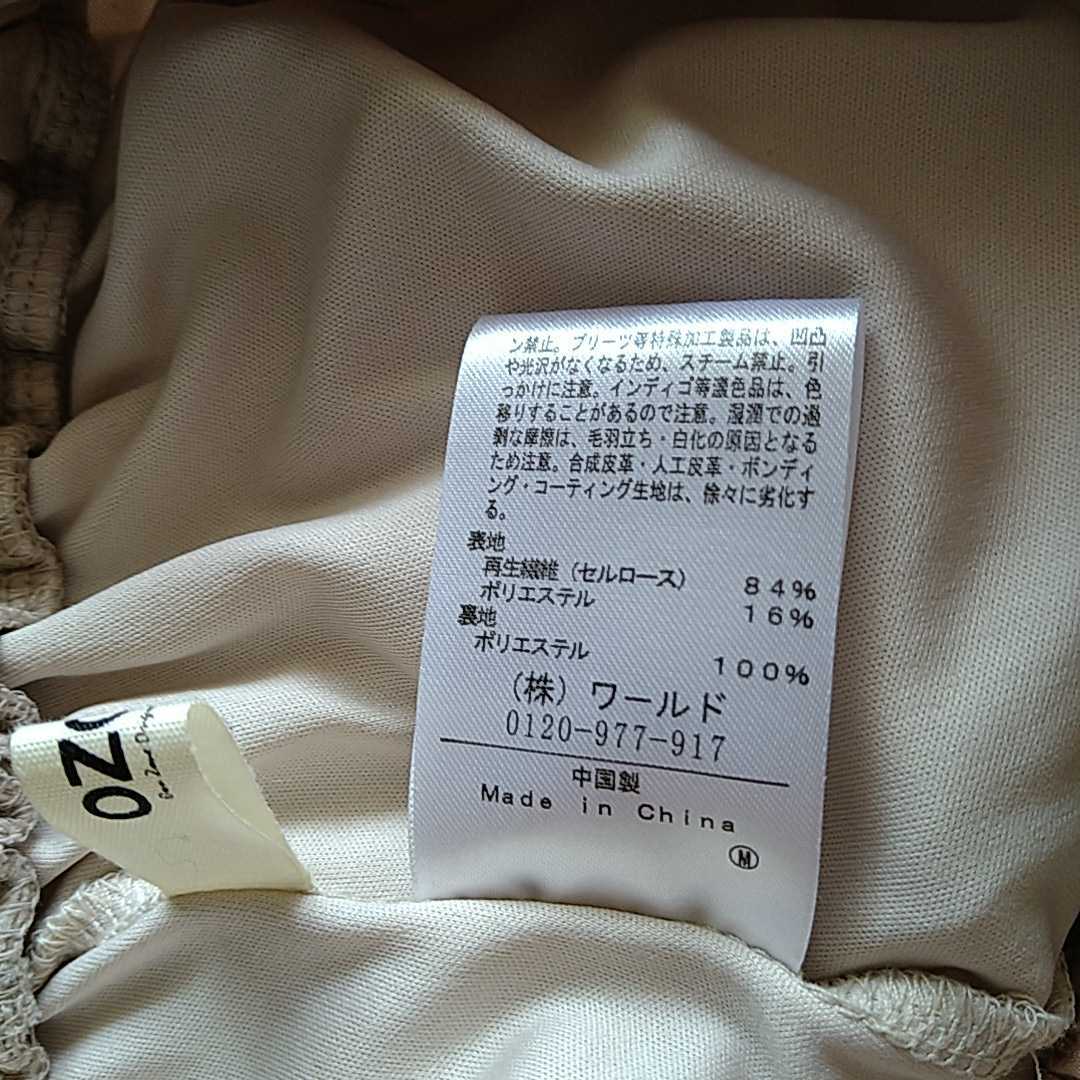 ン禁止。プリーツ等特殊加工製品は、凹凸
や光沢がなくなるため、スチーム禁止。引
っかけに注意。インディゴ等濃色品は、色
移りすることがあるので注意。湿潤での過
剰な摩擦は、毛羽立ち・白化の原因となる
ため注意。合成皮革・人工皮革・ボンディ
ング・コーティング生地は、徐々に劣化す
る。
表地
再生繊維（セルロース） 84%
ポリエステル 16%
裏地
ポリエステル 100%
（株）ワールド
0120-977-917
中国製
Made in China
Ⓜ
OZ